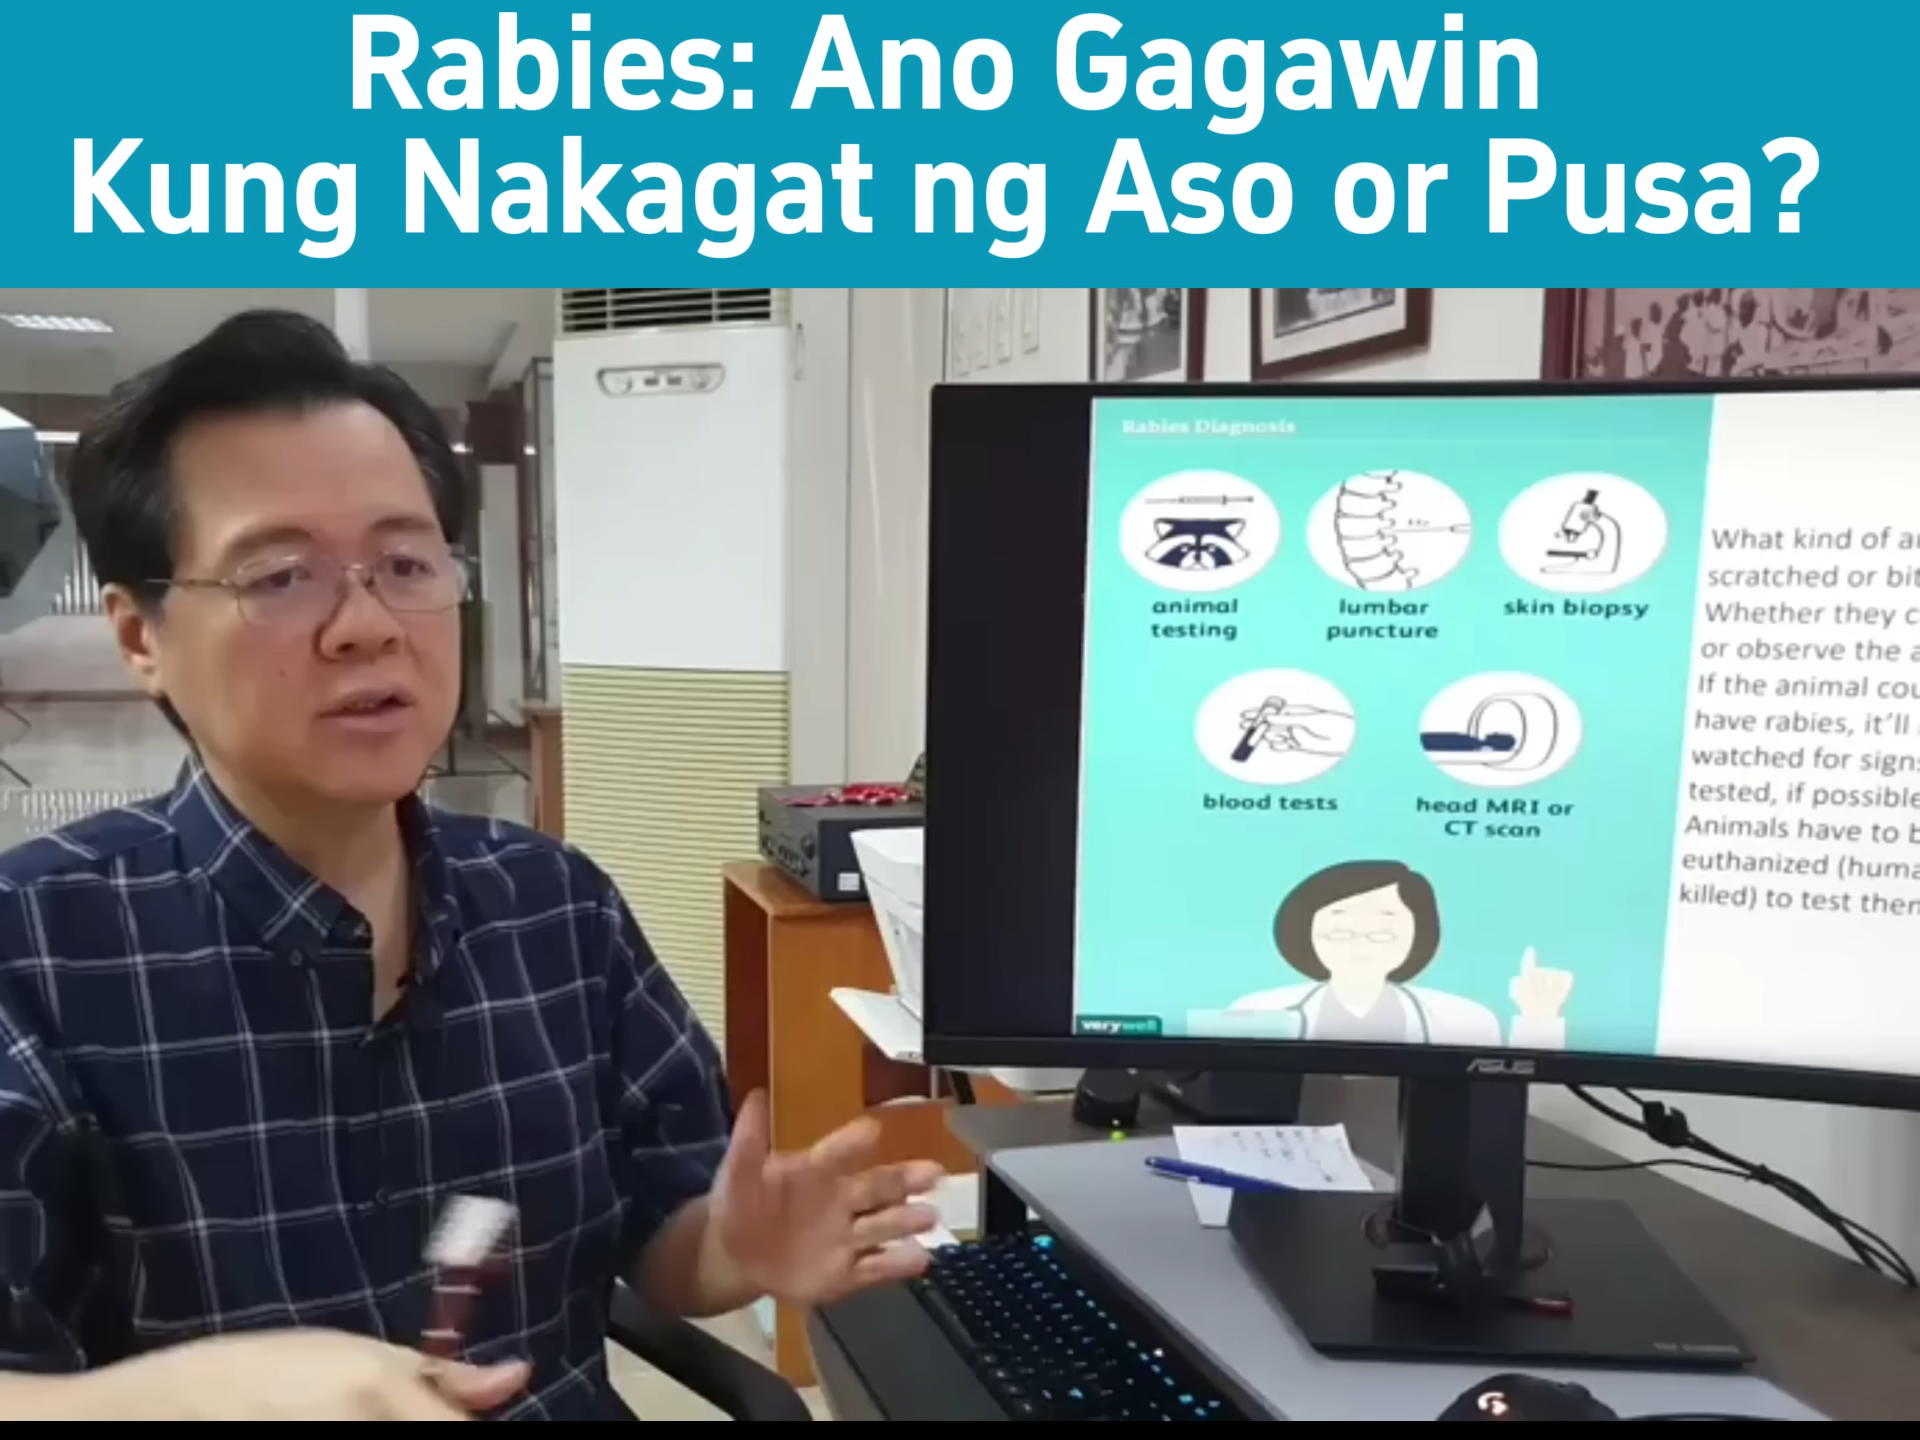 Rabies: Ano Gagawin
Kung Nakagat ng Aso or Pusa?
Rabies Diagnosis
animal
testing
lumbar
puncture
skin biopsy
blood tests
head MRI or
CT scan
verywell
What kind of
scratched or
Whether they
or observe the
If the animal
have rabies, it'll
watched for
tested, if possible
Animals have to
euthanized
killed) to test
ASUS